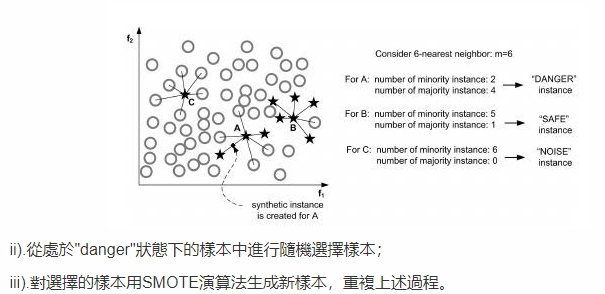 f2
Consider 6-nearest neighbor: m=6
For A: number of minority instance: 2
number of majority instance: 4
"DANGER"
instance
For B: number of minority instance: 5
number of majority instance: 1
"SAFE"
instance
For C: number of minority instance: 6
number of majority instance: 0
"NOISE"
instance
C
A
B
f1
synthetic instance
is created for A
ii).從處於"danger"狀態下的樣本中進行隨機選擇樣本;
iii).對選擇的樣本用SMOTE演算法生成新樣本，重複上述過程。